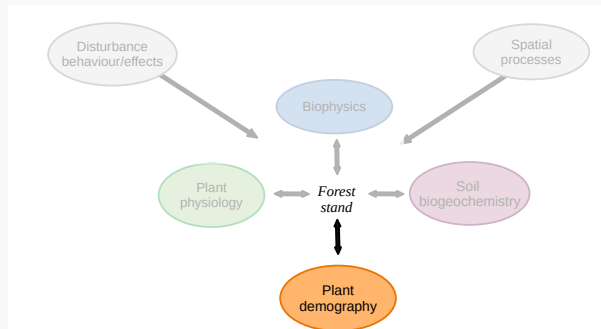 Disturbance
behaviour/effects
Spatial
processes
Biophysics
Plant
physiology
Forest
stand
Soil
biogeochemistry
Plant
demography